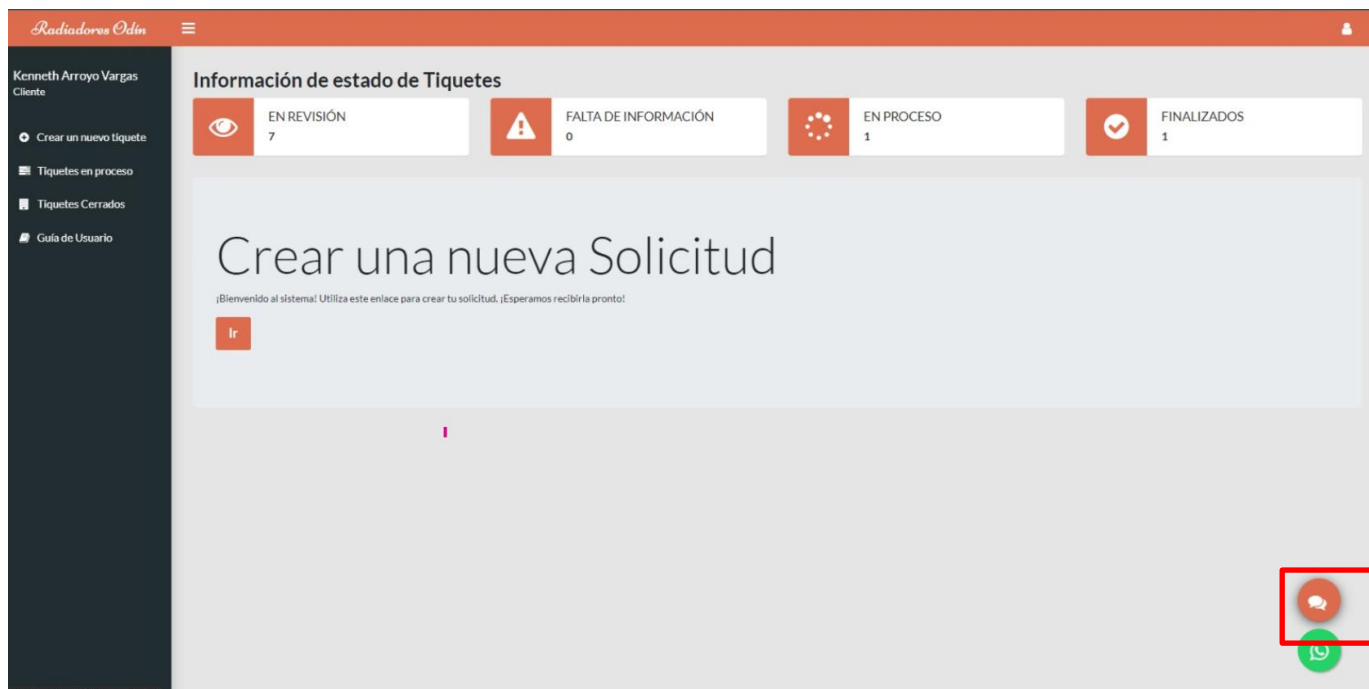 Radiadores Odín
Kenneth Arroyo Vargas
Cliente
Crear un nuevo tiquete
Tiquetes en proceso
Tiquetes Cerrados
Guía de Usuario
Información de estado de Tiquetes
EN REVISIÓN
7
FALTA DE INFORMACIÓN
0
EN PROCESO
1
FINALIZADOS
1
Crear una nueva Solicitud
¡Bienvenido al sistema! Utiliza este enlace para crear tu solicitud. ¡Esperamos recibirla pronto!
Ir